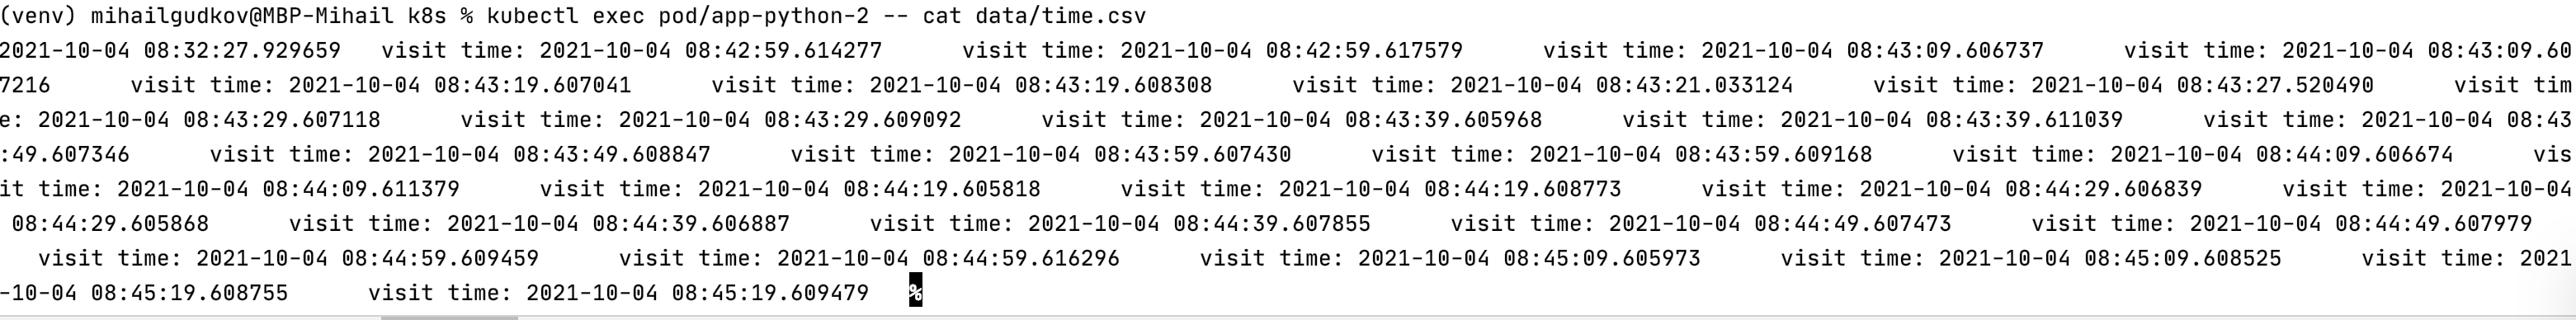 (venv) mihailgudkov@MBP-Mihail k8s % kubectl exec pod/app-python-2 -- cat data/time.csv
2021-10-04 08:32:27.929659   visit time: 2021-10-04 08:42:59.614277      visit time: 2021-10-04 08:42:59.617579      visit time: 2021-10-04 08:43:09.606737      visit time: 2021-10-04 08:43:09.60
7216      visit time: 2021-10-04 08:43:19.607041      visit time: 2021-10-04 08:43:19.608308      visit time: 2021-10-04 08:43:21.033124      visit time: 2021-10-04 08:43:27.520490      visit tim
e: 2021-10-04 08:43:29.607118      visit time: 2021-10-04 08:43:29.609092      visit time: 2021-10-04 08:43:39.605968      visit time: 2021-10-04 08:43:39.611039      visit time: 2021-10-04 08:43
:49.607346      visit time: 2021-10-04 08:43:49.608847      visit time: 2021-10-04 08:43:59.607430      visit time: 2021-10-04 08:43:59.609168      visit time: 2021-10-04 08:44:09.606674      vis
it time: 2021-10-04 08:44:09.611379      visit time: 2021-10-04 08:44:19.605818      visit time: 2021-10-04 08:44:19.608773      visit time: 2021-10-04 08:44:29.606839      visit time: 2021-10-04
 08:44:29.605868      visit time: 2021-10-04 08:44:39.606887      visit time: 2021-10-04 08:44:39.607855      visit time: 2021-10-04 08:44:49.607473      visit time: 2021-10-04 08:44:49.607979
   visit time: 2021-10-04 08:44:59.609459      visit time: 2021-10-04 08:44:59.616296      visit time: 2021-10-04 08:45:09.605973      visit time: 2021-10-04 08:45:09.608525      visit time: 2021
-10-04 08:45:19.608755      visit time: 2021-10-04 08:45:19.609479   %